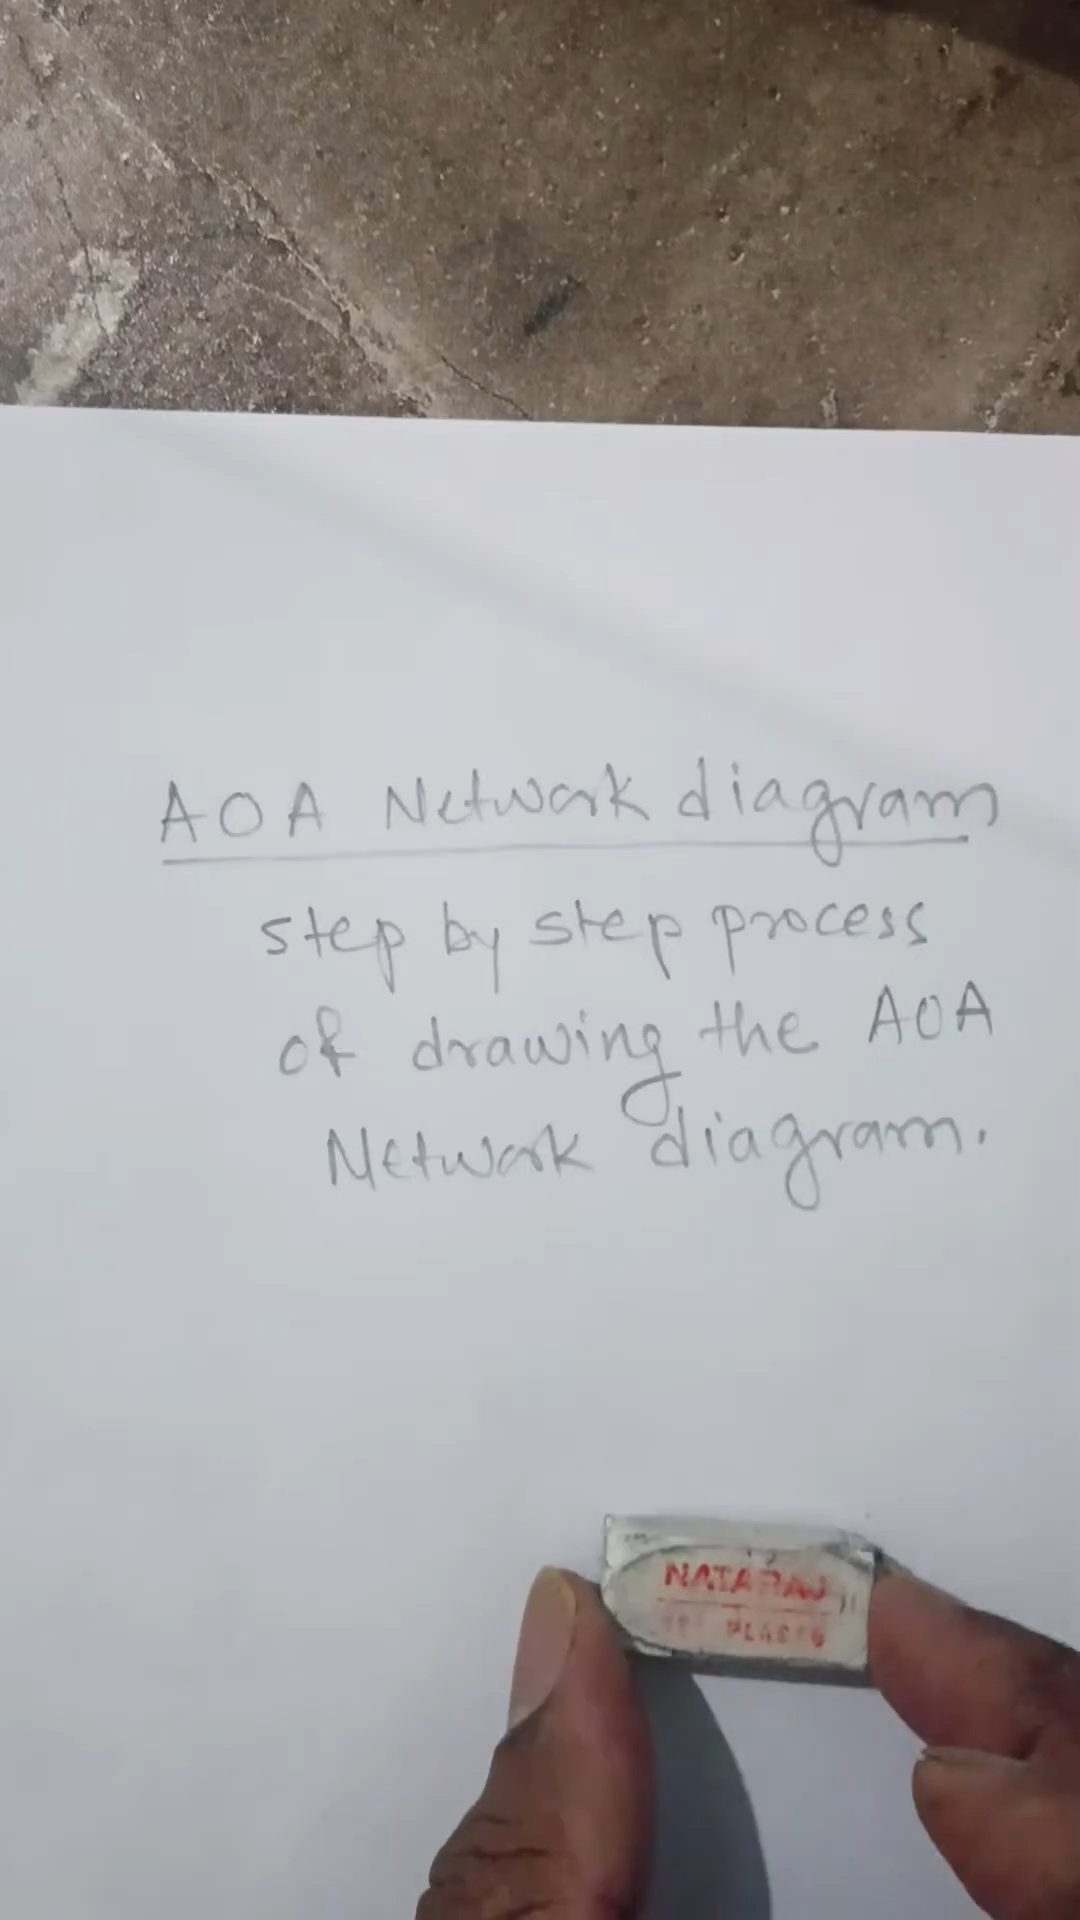 AOA Network diagram
step by step process
of drawing the AOA
Network diagram.
NATARAJ